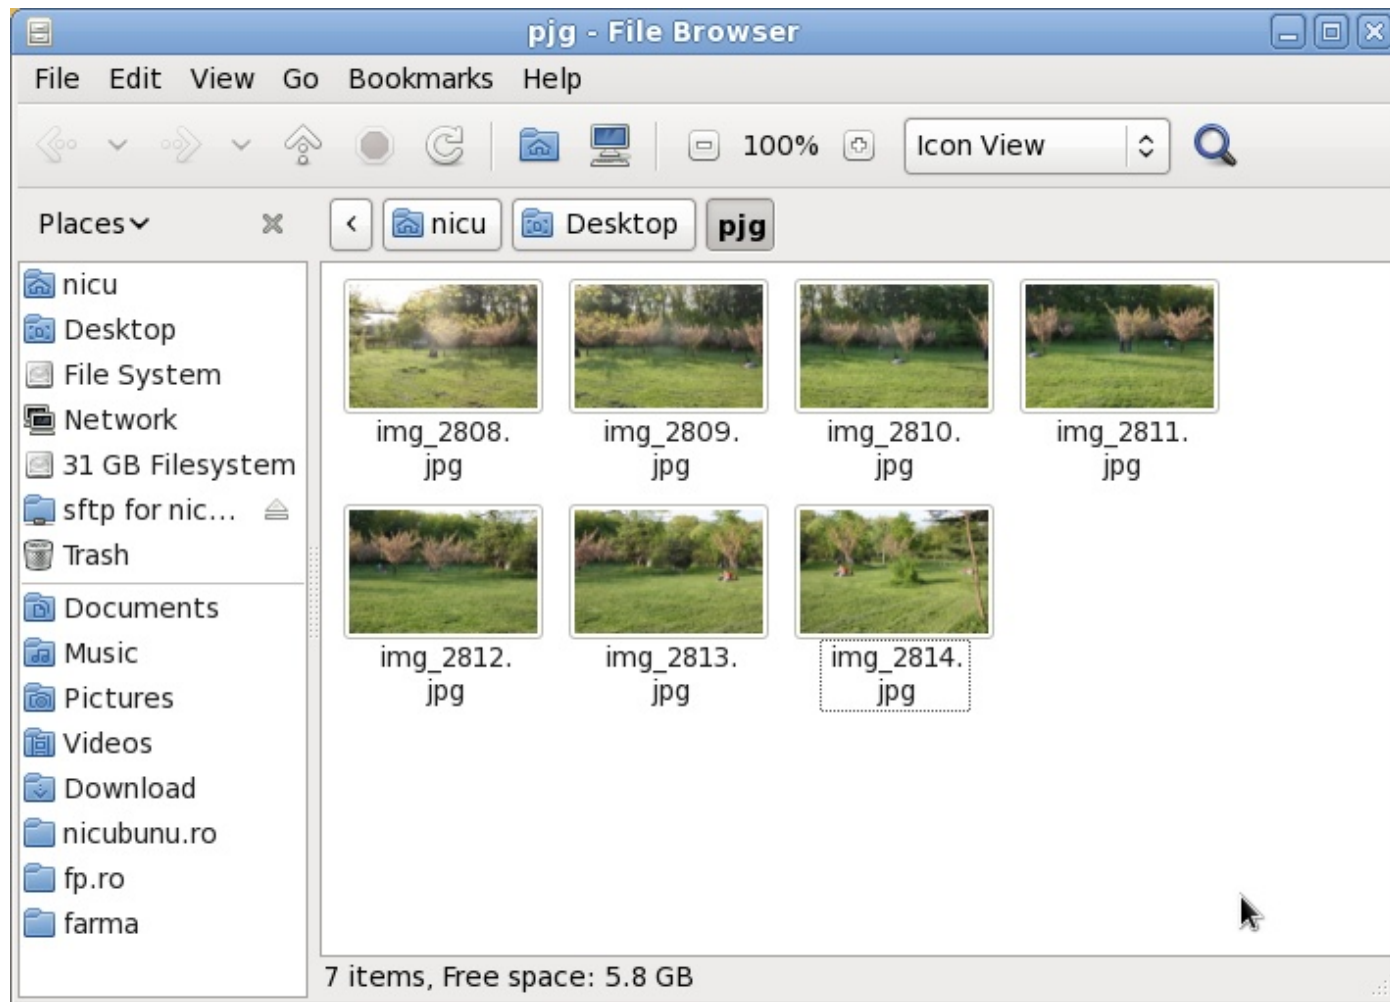 pjg - File Browser
File Edit View Go Bookmarks Help
100% Icon View
Places
nicu Desktop pjg
nicu
Desktop
File System
Network
31 GB Filesystem
sftp for nic...
Trash
Documents
Music
Pictures
Videos
Download
nicubunu.ro
fp.ro
farma
img_2808. img_2809. img_2810. img_2811.
jpg jpg jpg jpg
img_2812. img_2813. img_2814.
jpg jpg jpg
7 items, Free space: 5.8 GB